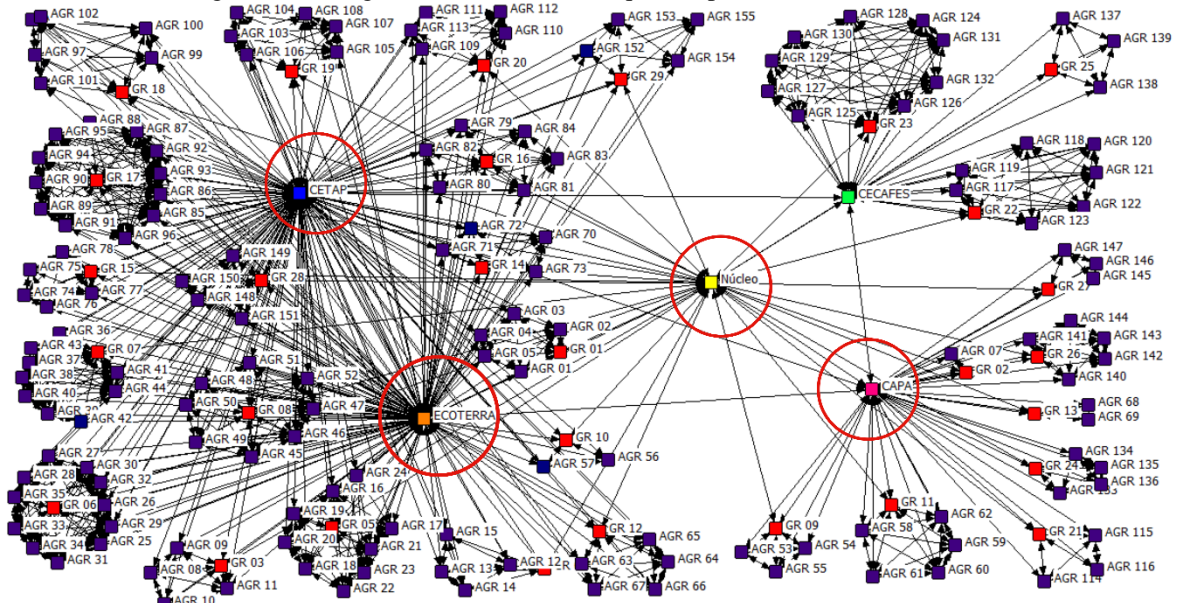 AGR 102
AGR 100
AGR 97
AGR 99
AGR 101
GR 18
AGR 104
AGR 108
AGR 107
AGR 103
AGR 106
AGR 105
GR 19
AGR 111
AGR 112
AGR 113
AGR 110
AGR 109
GR 20
AGR 153
AGR 155
AGR 152
AGR 154
GR 29
AGR 128
AGR 124
AGR 130
AGR 131
AGR 129
AGR 132
AGR 127
AGR 126
AGR 125
GR 23
AGR 137
AGR 139
GR 25
AGR 138
AGR 88
AGR 95
AGR 87
AGR 94
AGR 92
AGR 90
GR 17
AGR 93
AGR 86
AGR 89
AGR 85
AGR 91
AGR 96
AGR 79
AGR 84
AGR 82
GR 16
AGR 83
AGR 80
AGR 81
CETAP
CECAFES
AGR 118
AGR 120
AGR 119
AGR 121
AGR 117
AGR 122
GR 22
AGR 123
AGR 72
AGR 70
AGR 71
GR 14
AGR 73
AGR 78
AGR 75
GR 15
AGR 74
AGR 77
AGR 76
AGR 149
AGR 150
GR 28
AGR 148
AGR 151
Núcleo
AGR 147
AGR 146
AGR 145
GR 27
AGR 03
AGR 04
AGR 02
AGR 05
GR 01
AGR 01
AGR 144
AGR 141
AGR 143
AGR 07
GR 26
AGR 142
GR 02
AGR 140
AGR 36
AGR 43
GR 07
AGR 37
AGR 41
AGR 38
AGR 44
AGR 40
AGR 42
AGR 51
AGR 48
AGR 52
AGR 50
GR 08
AGR 47
AGR 49
AGR 46
AGR 45
ECOTERRA
CAPA
GR 13
AGR 68
AGR 69
GR 10
AGR 57
AGR 56
AGR 134
GR 24
AGR 135
AGR 136
AGR 27
AGR 30
AGR 28
AGR 32
AGR 35
GR 06
AGR 26
AGR 33
AGR 29
AGR 34
AGR 25
AGR 31
AGR 24
AGR 16
AGR 19
GR 05
AGR 17
AGR 20
AGR 21
AGR 18
AGR 23
AGR 22
AGR 09
AGR 08
GR 03
AGR 11
AGR 10
AGR 15
AGR 13
AGR 12
AGR 14
GR 12
AGR 65
AGR 63
AGR 64
AGR 67
AGR 66
GR 09
AGR 53
AGR 54
AGR 55
GR 11
AGR 62
AGR 58
AGR 59
AGR 61
AGR 60
GR 21
AGR 115
AGR 116
AGR 114